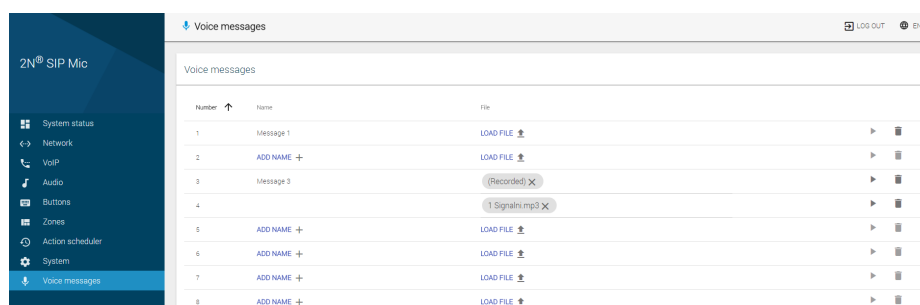 Voice messages
LOG OUT
EN
2N® SIP Mic
Voice messages
Number Name File
System status
1 Message 1 LOAD FILE
Network
2 ADD NAME + LOAD FILE
VoIP
Audio
3 Message 3 (Recorded) X
Buttons
4 1 Signalni.mp3 X
Zones
5 ADD NAME + LOAD FILE
Action scheduler
6 ADD NAME + LOAD FILE
System
7 ADD NAME + LOAD FILE
Voice messages
8 ADD NAME + LOAD FILE